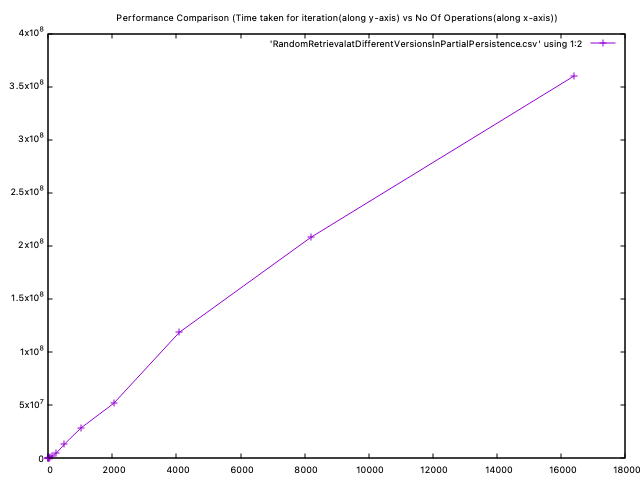 Performance Comparison (Time taken for iteration(along y-axis) vs No Of Operations(along x-axis))
'RandomRetrievalatDifferentVersionsInPartialPersistence.csv' using 1:2
4x10⁸
3.5x10⁸
3x10⁸
2.5x10⁸
2x10⁸
1.5x10⁸
1x10⁸
5x10⁷
0
0 2000 4000 6000 8000 10000 12000 14000 16000 18000